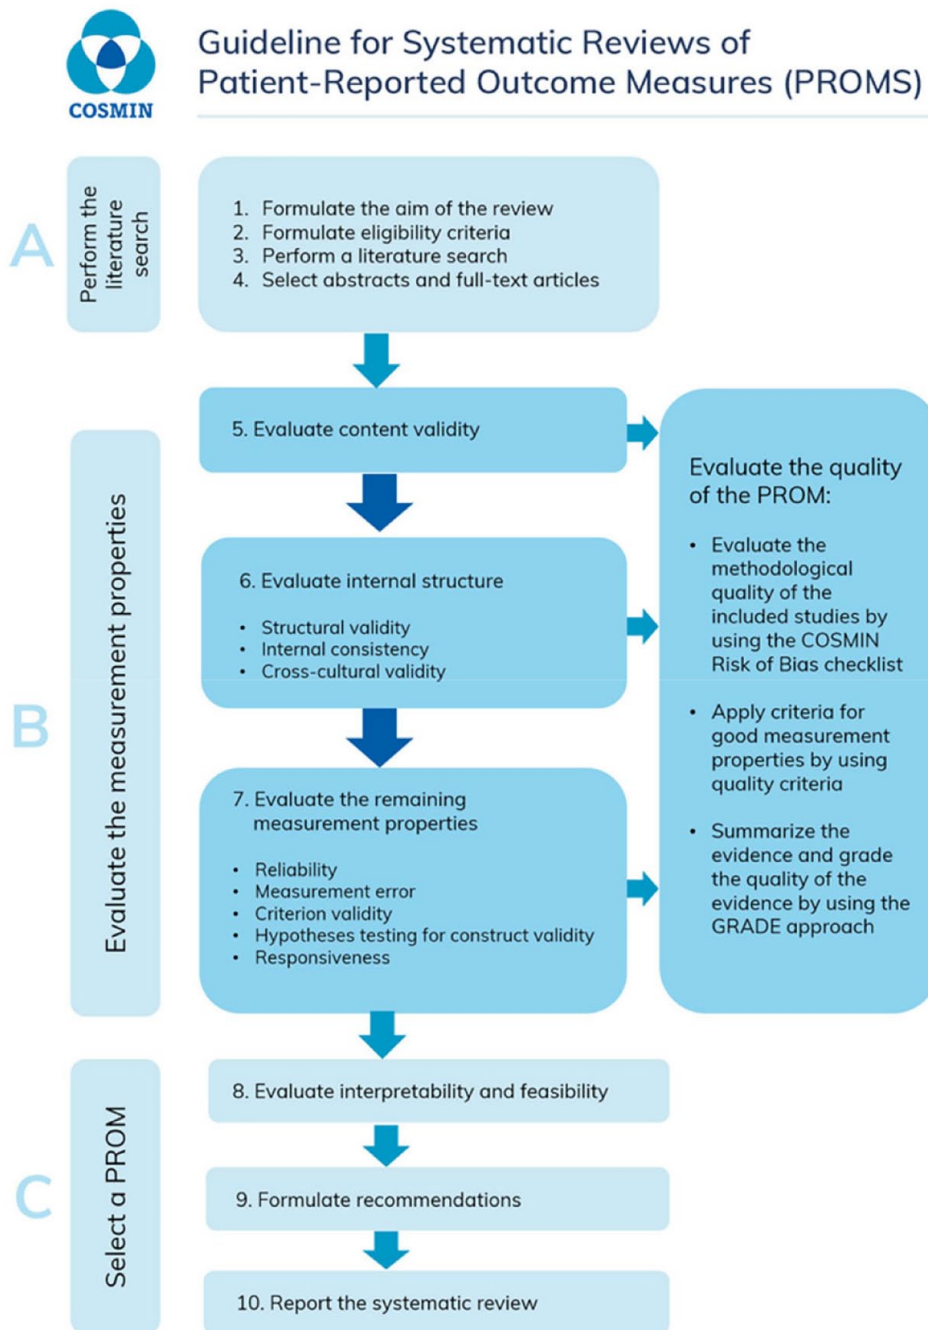 COSMIN
Guideline for Systematic Reviews of
Patient-Reported Outcome Measures (PROMS)
A
Perform the
literature
search
1. Formulate the aim of the review
2. Formulate eligibility criteria
3. Perform a literature search
4. Select abstracts and full-text articles
B
Evaluate the measurement properties
5. Evaluate content validity
6. Evaluate internal structure
• Structural validity
• Internal consistency
• Cross-cultural validity
7. Evaluate the remaining
measurement properties
• Reliability
• Measurement error
• Criterion validity
• Hypotheses testing for construct validity
• Responsiveness
Evaluate the quality
of the PROM:
• Evaluate the
methodological
quality of the
included studies by
using the COSMIN
Risk of Bias checklist
• Apply criteria for
good measurement
properties by using
quality criteria
• Summarize the
evidence and grade
the quality of the
evidence by using the
GRADE approach
C
Select a PROM
8. Evaluate interpretability and feasibility
9. Formulate recommendations
10. Report the systematic review